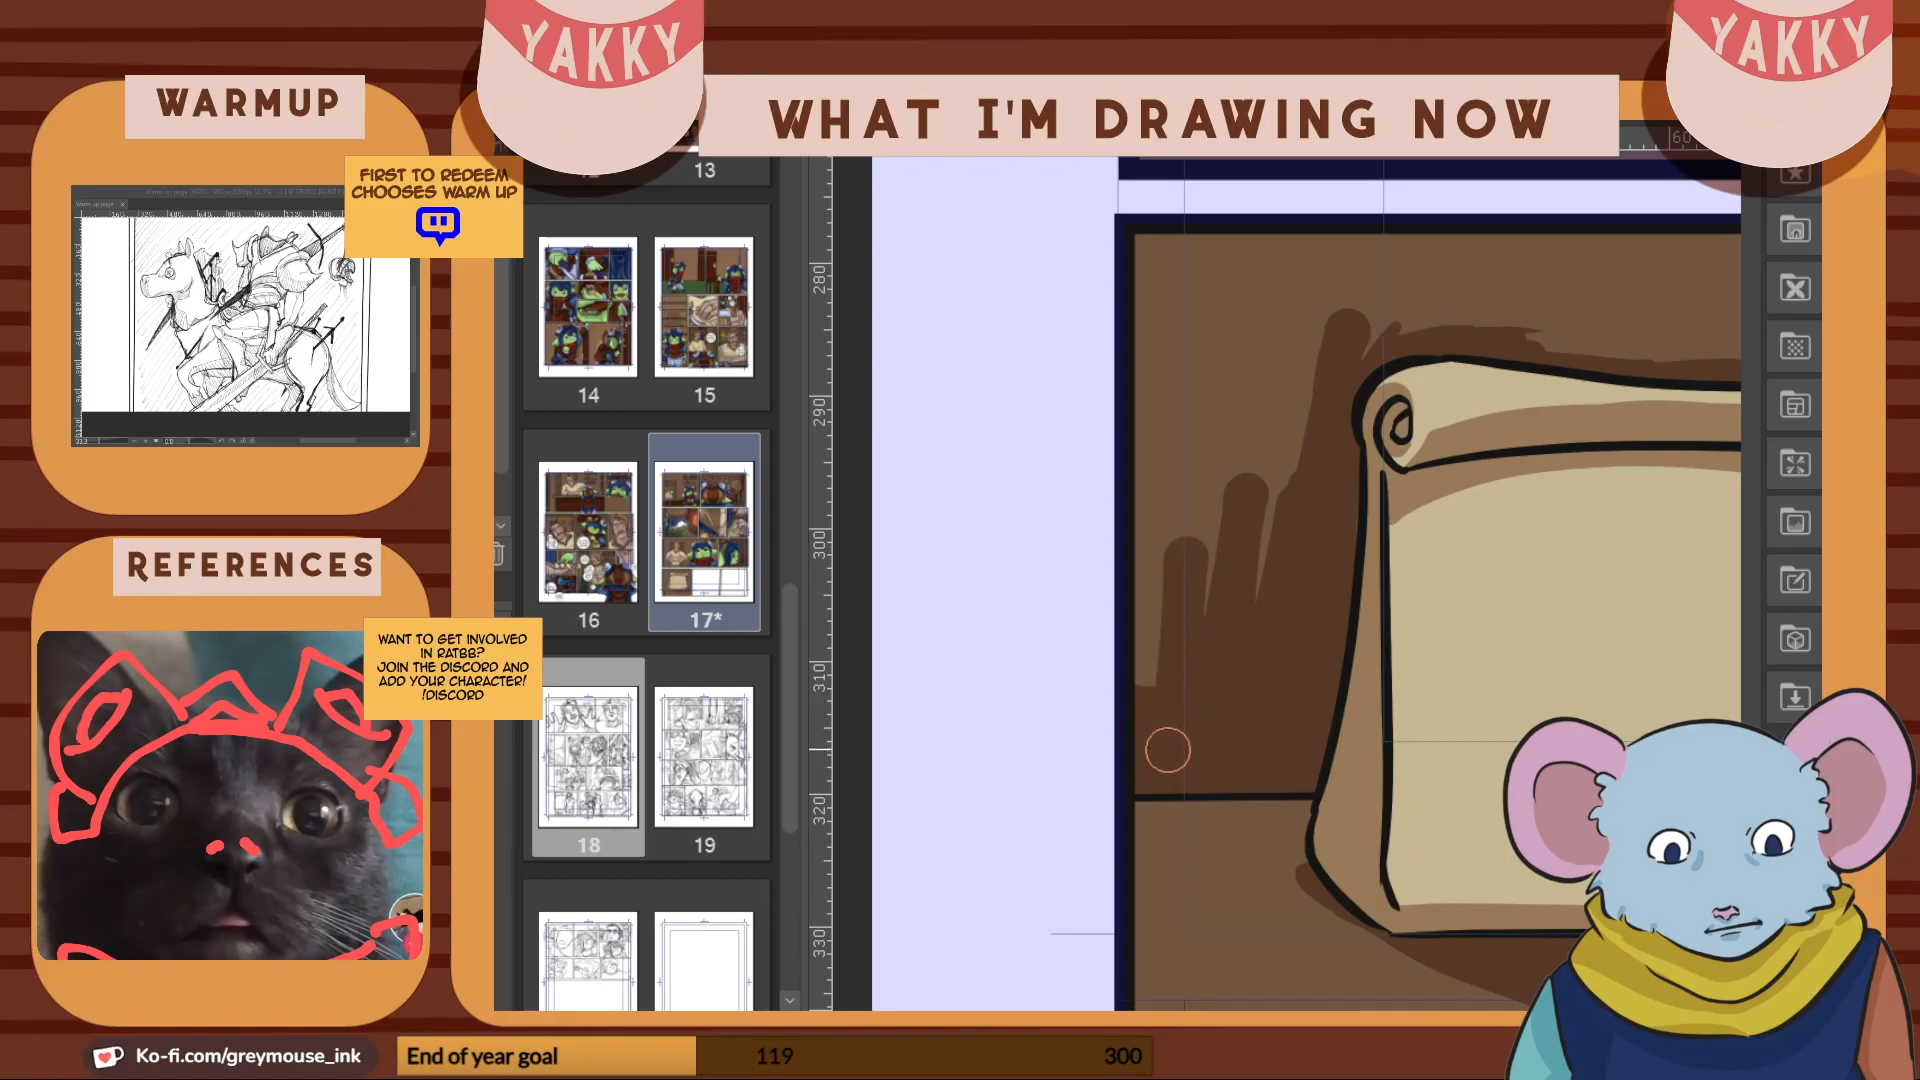 YAKKY
YAKKY
WARMUP
WHAT I'M DRAWING NOW
FIRST TO REDEEM
CHOOSES WARM UP
13
14
15
16
17*
18
19
280
290
300
310
320
330
60
REFERENCES
WANT TO GET INVOLVED
IN RAT88?
JOIN THE DISCORD AND
ADD YOUR CHARACTER!
!DISCORD
Ko-fi.com/greymouse_ink
End of year goal
119
300